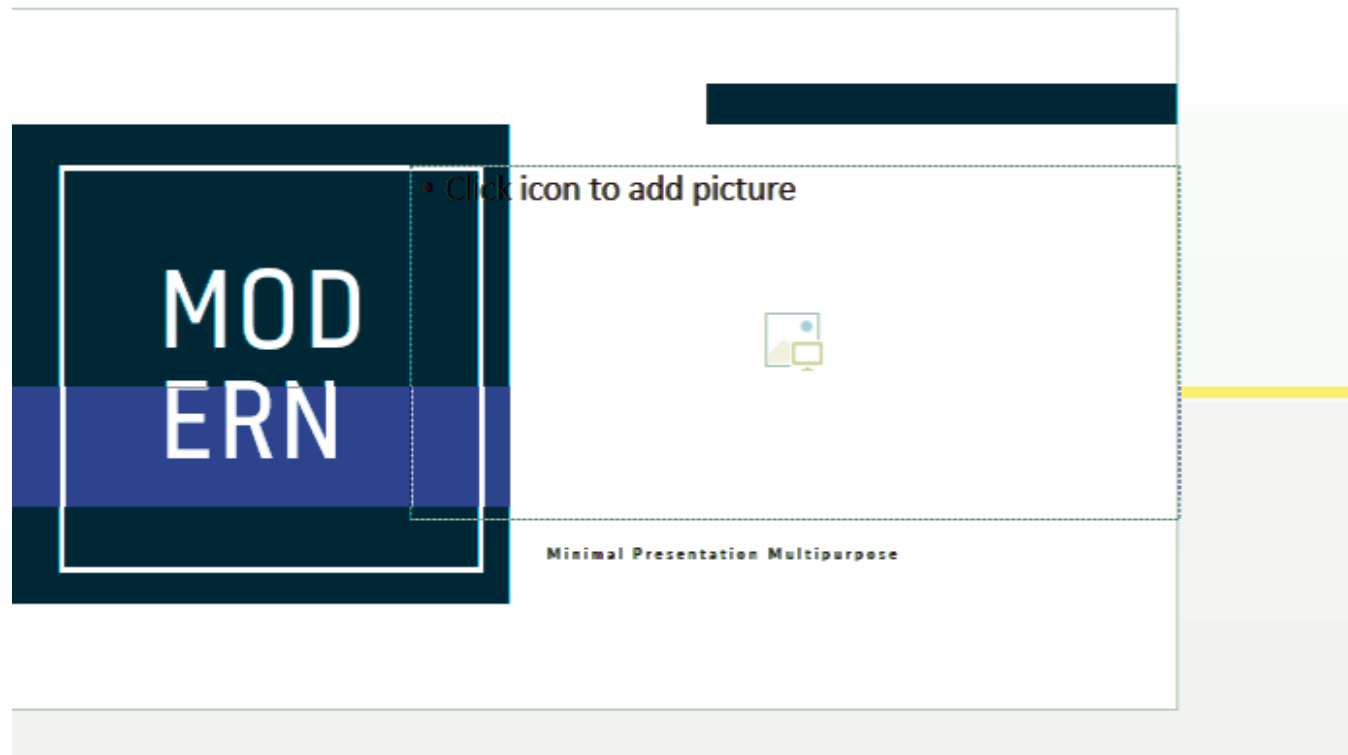 • Click icon to add picture
MOD
ERN
Minimal Presentation Multipurpose